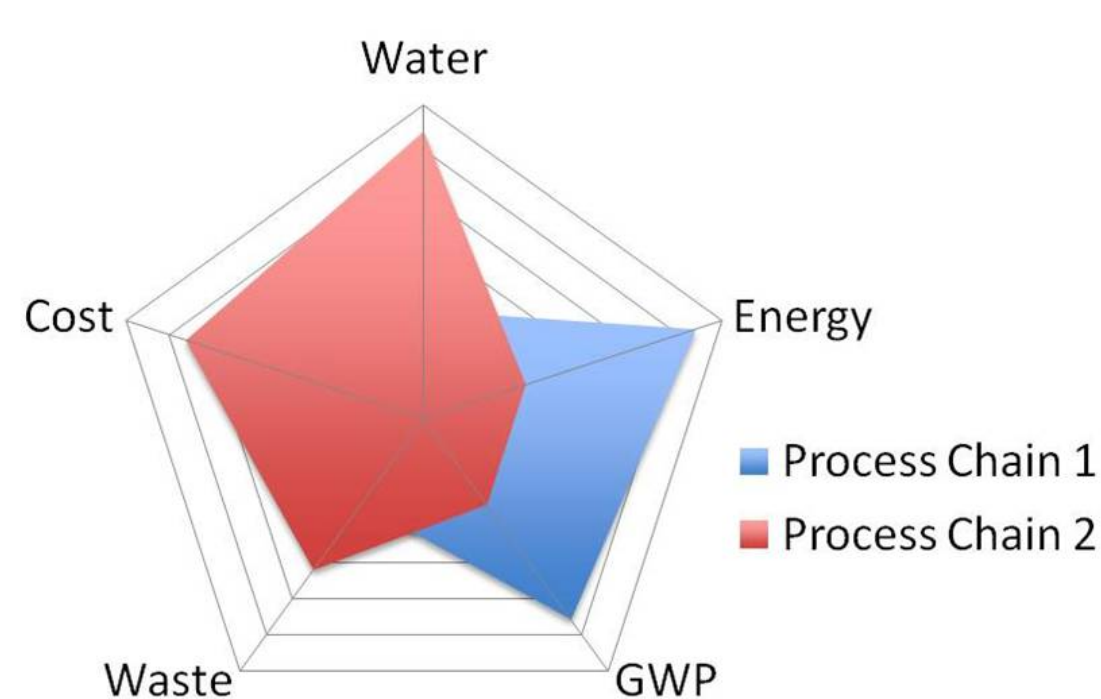 Water
Cost
Energy
Process Chain 1
Process Chain 2
Waste
GWP